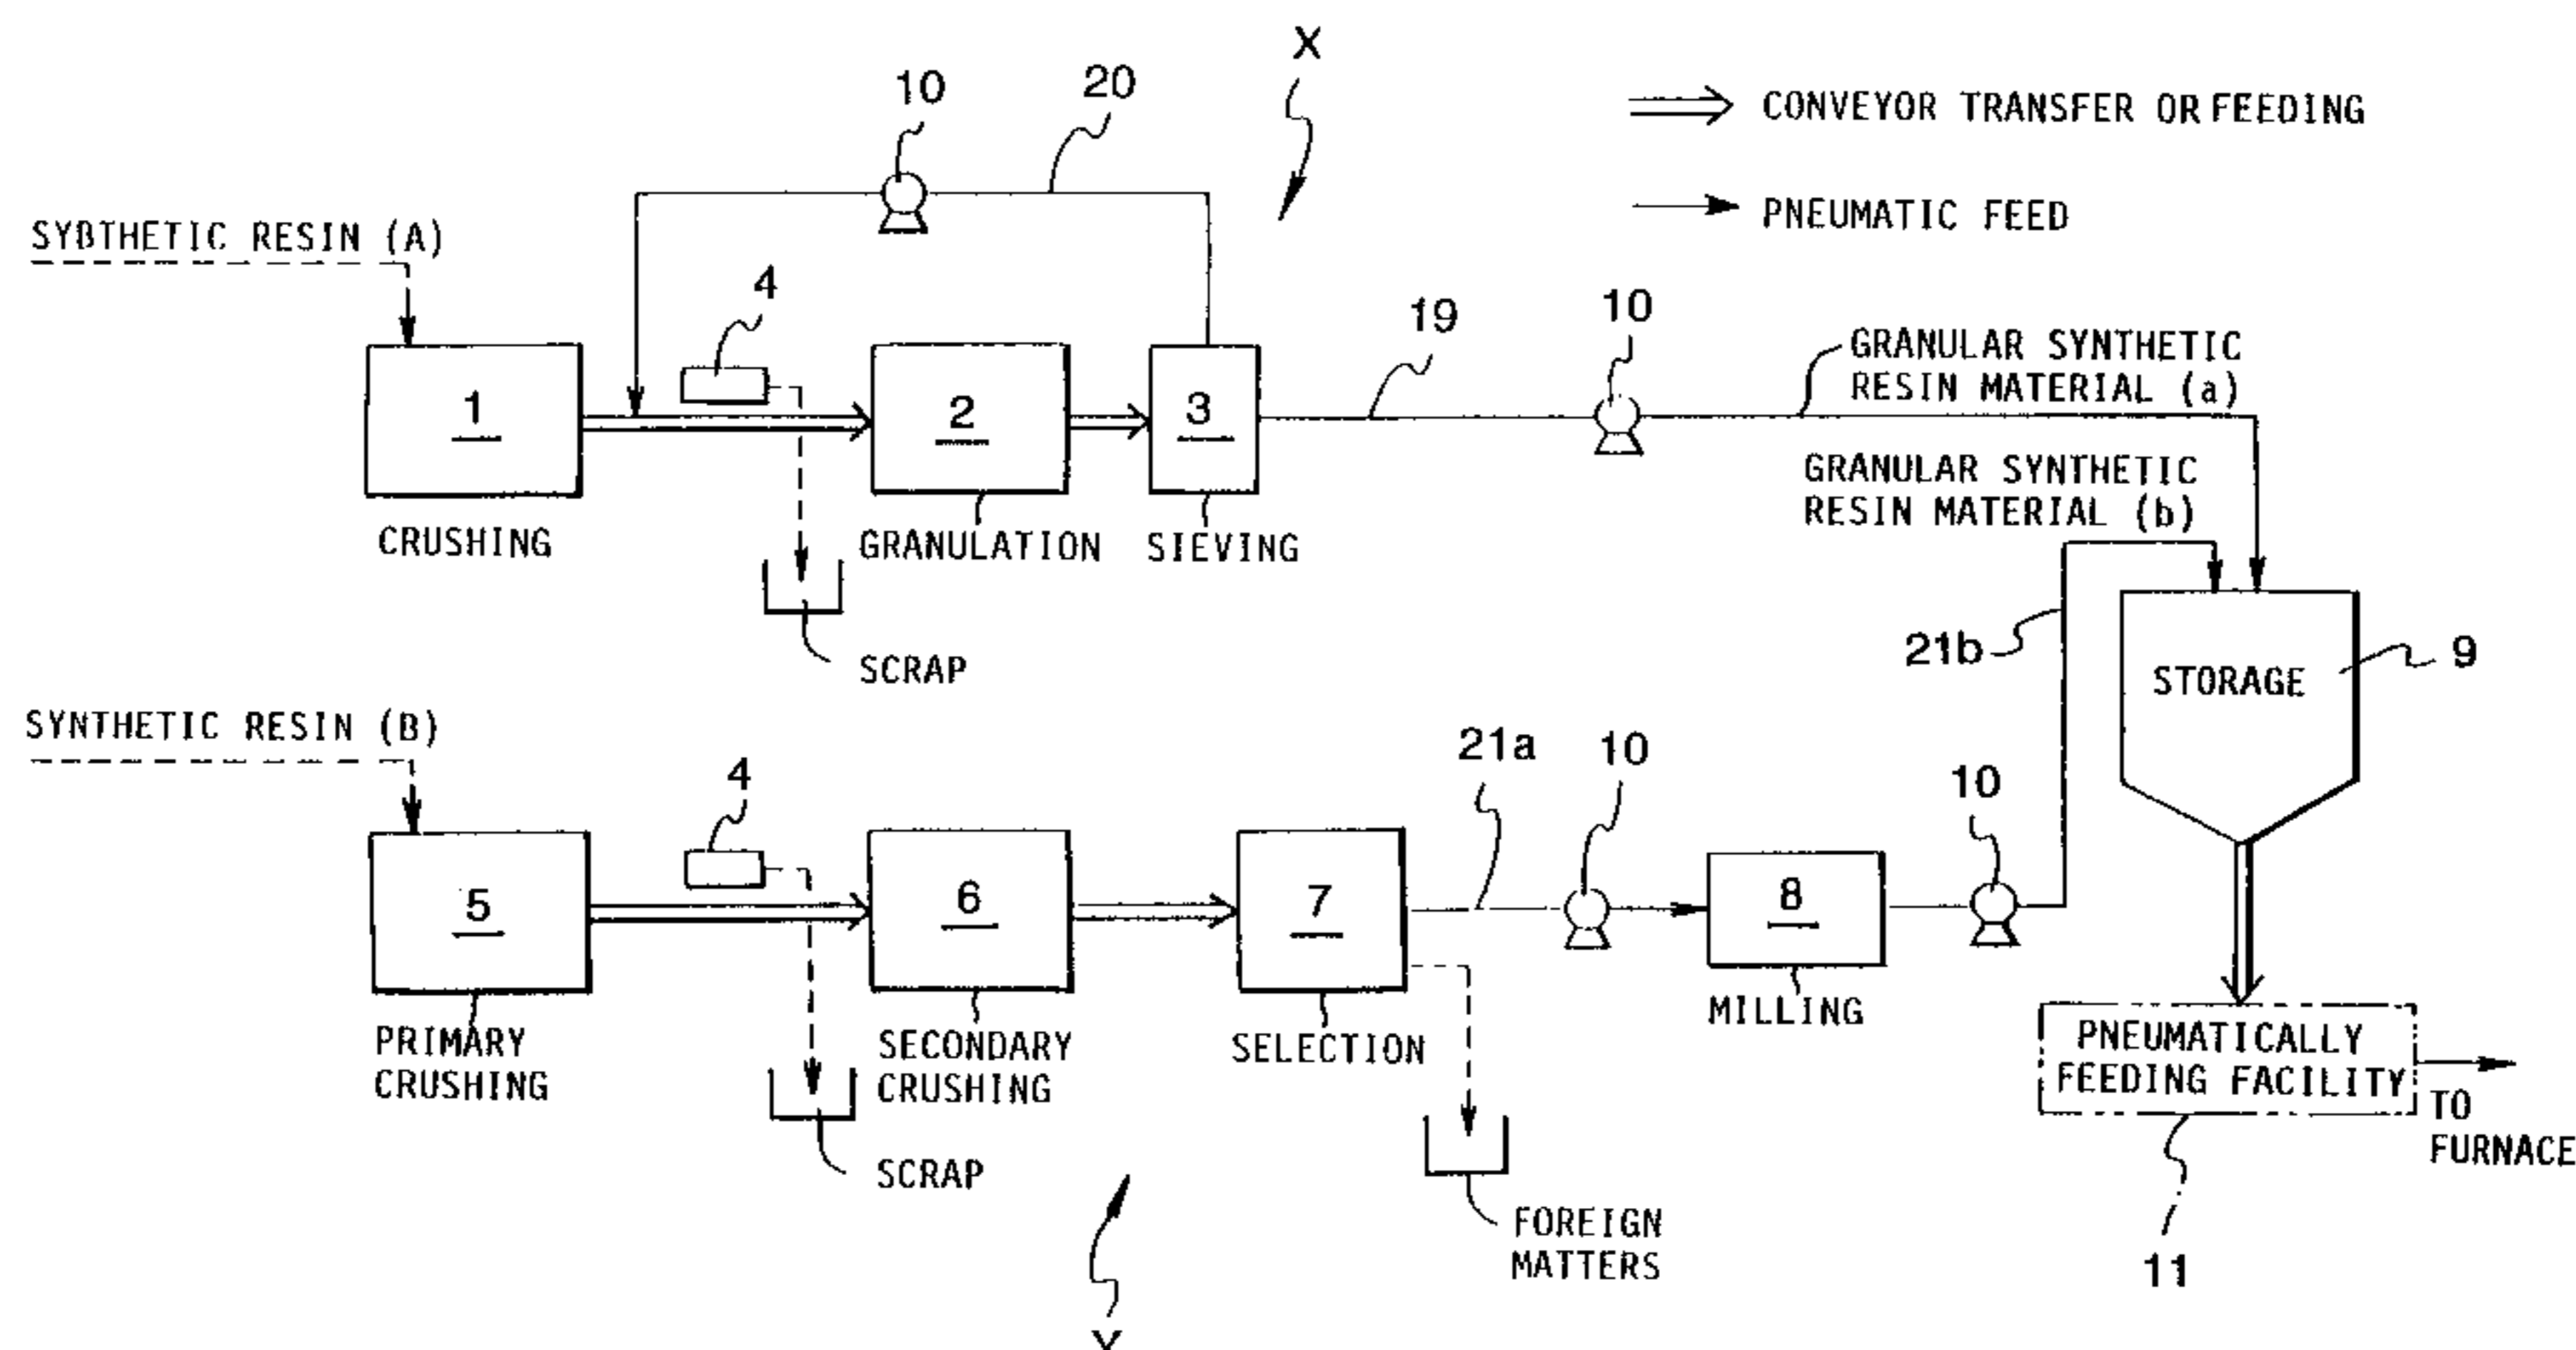 X
10
20
CONVEYOR TRANSFER OR FEEDING
PNEUMATIC FEED
SYBTHETIC RESIN (A)
4
19
10
GRANULAR SYNTHETIC
RESIN MATERIAL (a)
1
2
3
GRANULAR SYNTHETIC
RESIN MATERIAL (b)
CRUSHING
GRANULATION
SIEVING
21b
STORAGE
9
SCRAP
SYNTHETIC RESIN (B)
4
21a
10
10
5
6
7
8
MILLING
PRIMARY
CRUSHING
SECONDARY
CRUSHING
SELECTION
PNEUMATICALLY
FEEDING FACILITY
TO
FURNACE
SCRAP
FOREIGN
MATTERS
11
Y